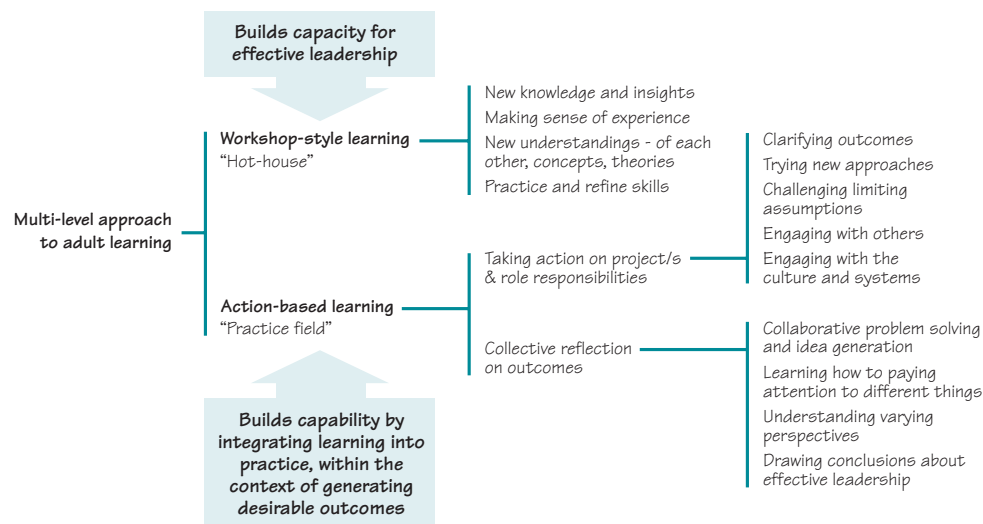 Builds capacity for
effective leadership
Multi-level approach
to adult learning
Workshop-style learning
“Hot-house”
New knowledge and insights
Making sense of experience
New understandings - of each
other, concepts, theories
Practice and refine skills
Action-based learning
“Practice field”
Taking action on project/s
& role responsibilities
Clarifying outcomes
Trying new approaches
Challenging limiting
assumptions
Engaging with others
Engaging with the
culture and systems
Collective reflection
on outcomes
Collaborative problem solving
and idea generation
Learning how to paying
attention to different things
Understanding varying
perspectives
Drawing conclusions about
effective leadership
Builds capability by
integrating learning into
practice, within the
context of generating
desirable outcomes